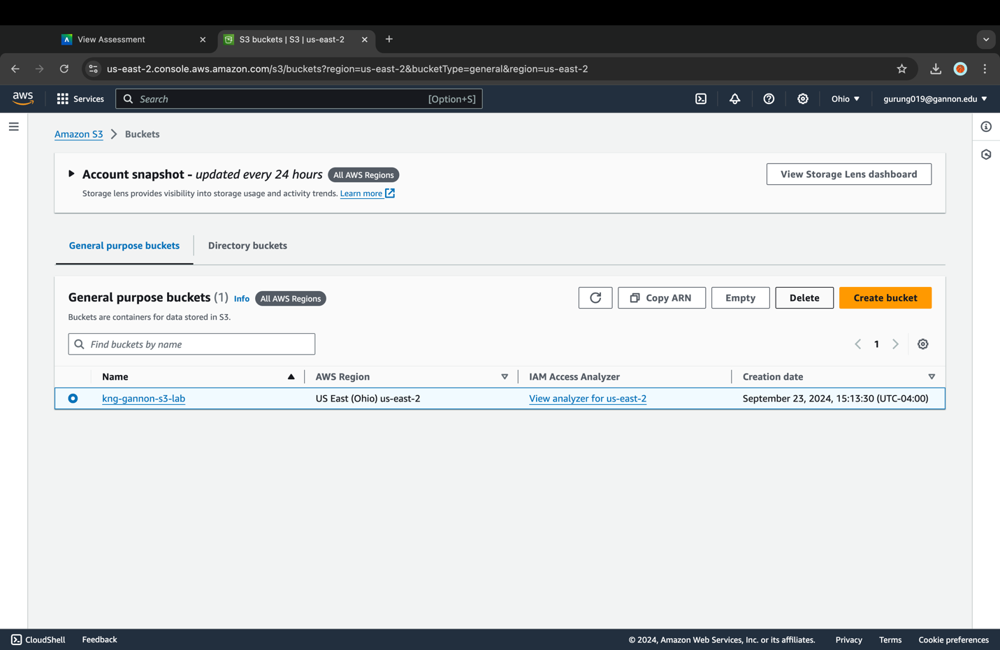 View Assessment
S3 buckets | S3 | us-east-2
us-east-2.console.aws.amazon.com/s3/buckets?region=us-east-2&bucketType=general&region=us-east-2
aws
Services
Search
[Option+S]
Ohio
gurung019@gannon.edu
Amazon S3
Buckets
Account snapshot - updated every 24 hours
All AWS Regions
View Storage Lens dashboard
Storage lens provides visibility into storage usage and activity trends. Learn more
General purpose buckets
Directory buckets
General purpose buckets (1) Info
All AWS Regions
Copy ARN
Empty
Delete
Create bucket
Buckets are containers for data stored in S3.
Find buckets by name
1
Name
AWS Region
IAM Access Analyzer
Creation date
kng-gannon-s3-lab
US East (Ohio) us-east-2
View analyzer for us-east-2
September 23, 2024, 15:13:30 (UTC-04:00)
CloudShell
Feedback
© 2024, Amazon Web Services, Inc. or its affiliates.
Privacy
Terms
Cookie preferences